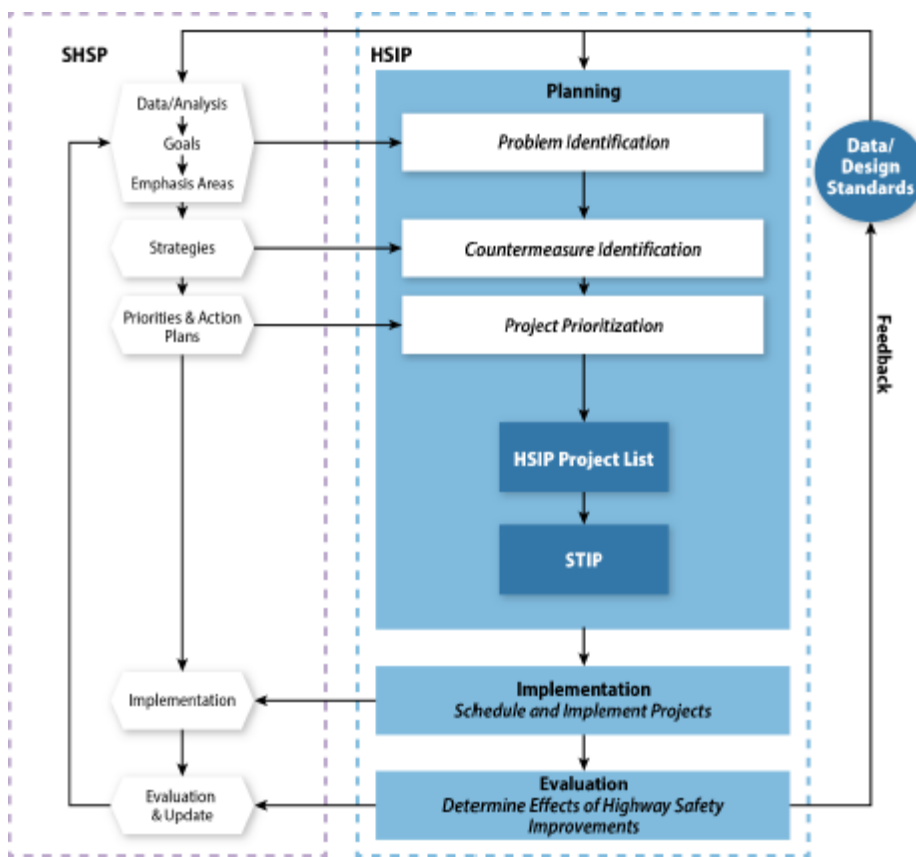 SHSP
Data/Analysis
Goals
Emphasis Areas
Strategies
Priorities & Action
Plans
Implementation
Evaluation
& Update
HSIP
Planning
Problem Identification
Countermeasure Identification
Project Prioritization
HSIP Project List
STIP
Implementation
Schedule and Implement Projects
Evaluation
Determine Effects of Highway Safety
Improvements
Data/
Design
Standards
Feedback